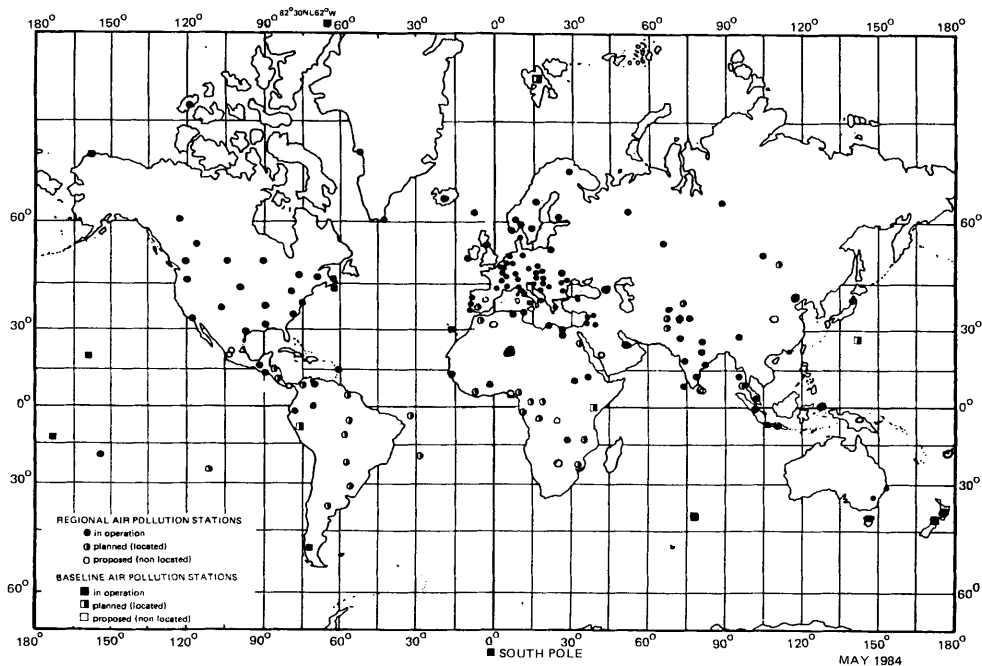 82°30NL62°W
180° 150° 120° 90° 60° 30° 0° 30° 60° 90° 120° 150° 180°
60° 60°
30° 30°
0° 0°
30° 30°
REGIONAL AIR POLLUTION STATIONS
in operation
planned (located)
proposed (non located)
BASELINE AIR POLLUTION STATIONS
in operation
planned (located)
proposed (non located)
60° 60°
180° 150° 120° 90° 60° 30° 0° 30° 60° 90° 120° 150° 180°
SOUTH POLE
MAY 1984